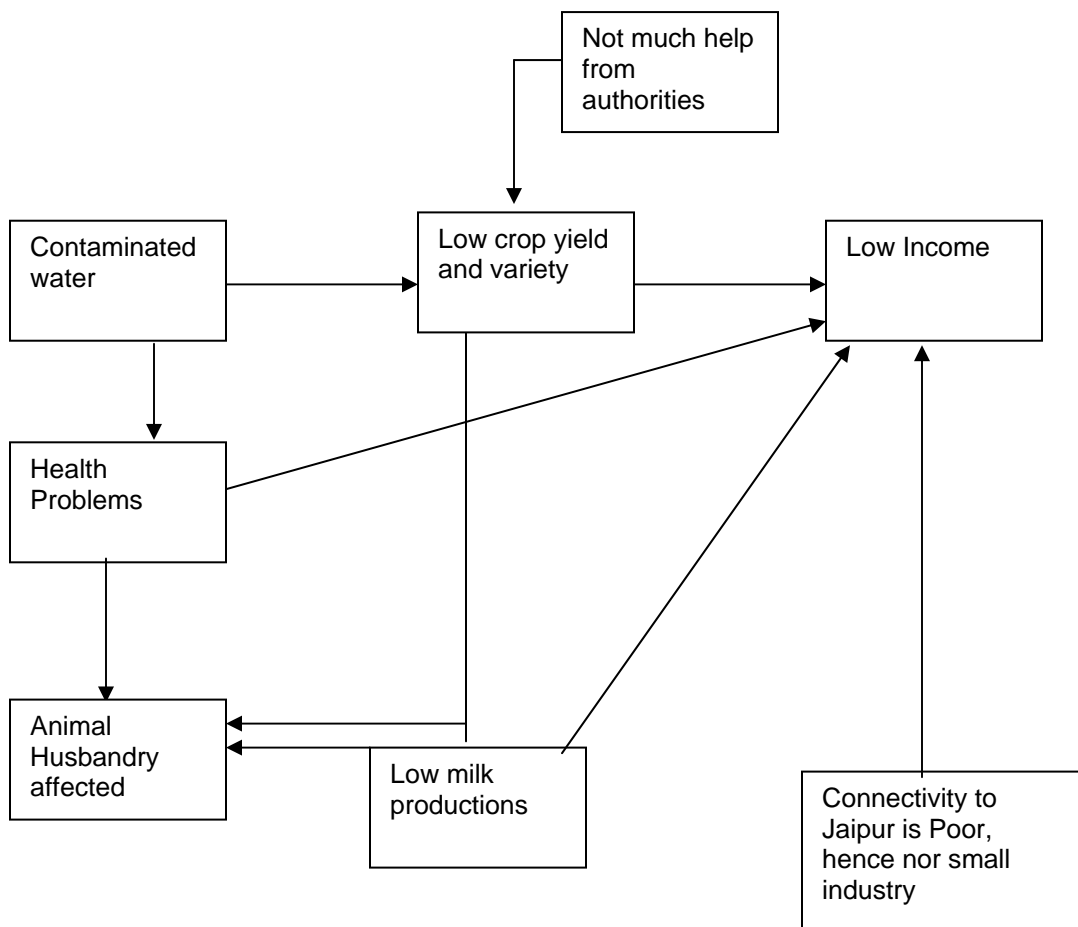 Not much help
from
authorities
Contaminated
water
Low crop yield
and variety
Low Income
Health
Problems
Animal
Husbandry
affected
Low milk
productions
Connectivity to
Jaipur is Poor,
hence nor small
industry